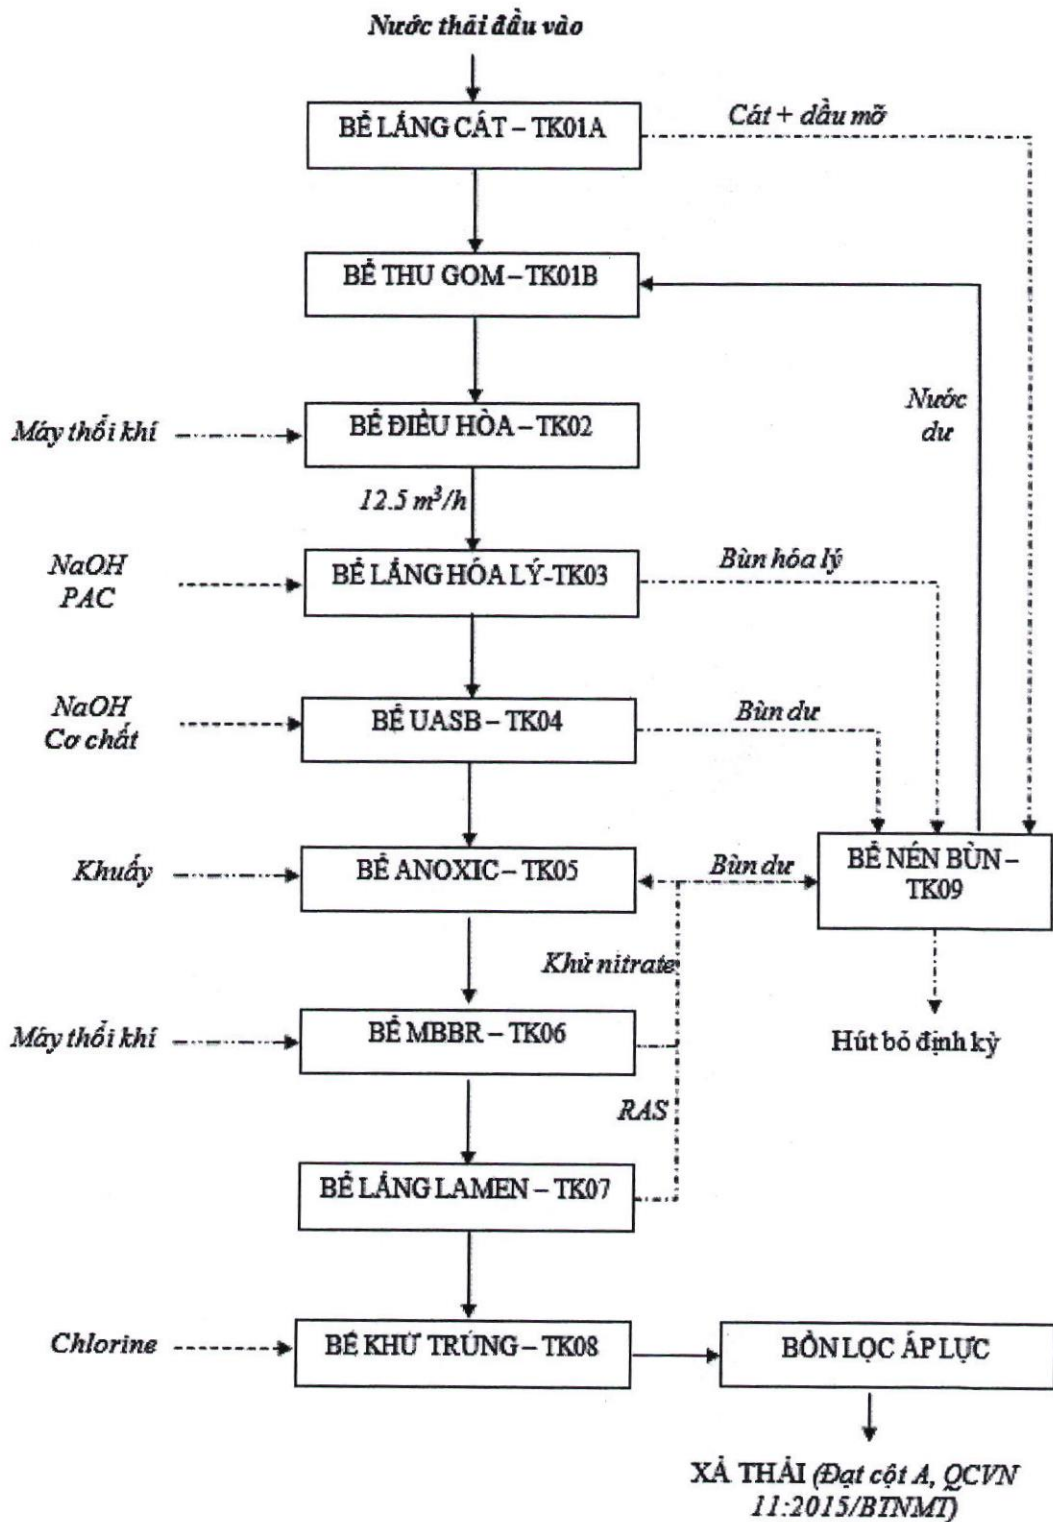 Nước thải đầu vào
BỂ LẮNG CÁT – TK01A
Cát + dầu mỡ
BỂ THU GOM – TK01B
Nước
dư
Máy thổi khí
BỂ ĐIỀU HÒA – TK02
12.5 m³/h
NaOH
PAC
BỂ LẮNG HÓA LÝ-TK03
Bùn hóa lý
NaOH
Cơ chất
BỂ UASB – TK04
Bùn dư
Khuấy
BỂ ANOXIC – TK05
Bùn dư
BỂ NÉN BÙN –
TK09
Khử nitrate
Máy thổi khí
BỂ MBBR – TK06
Hút bỏ định kỳ
RAS
BỂ LẮNG LAMEN – TK07
Chlorine
BỂ KHỬ TRÙNG – TK08
BỒN LỌC ÁP LỰC
XẢ THẢI (Đạt cột A, QCVN
11:2015/BTNMT)